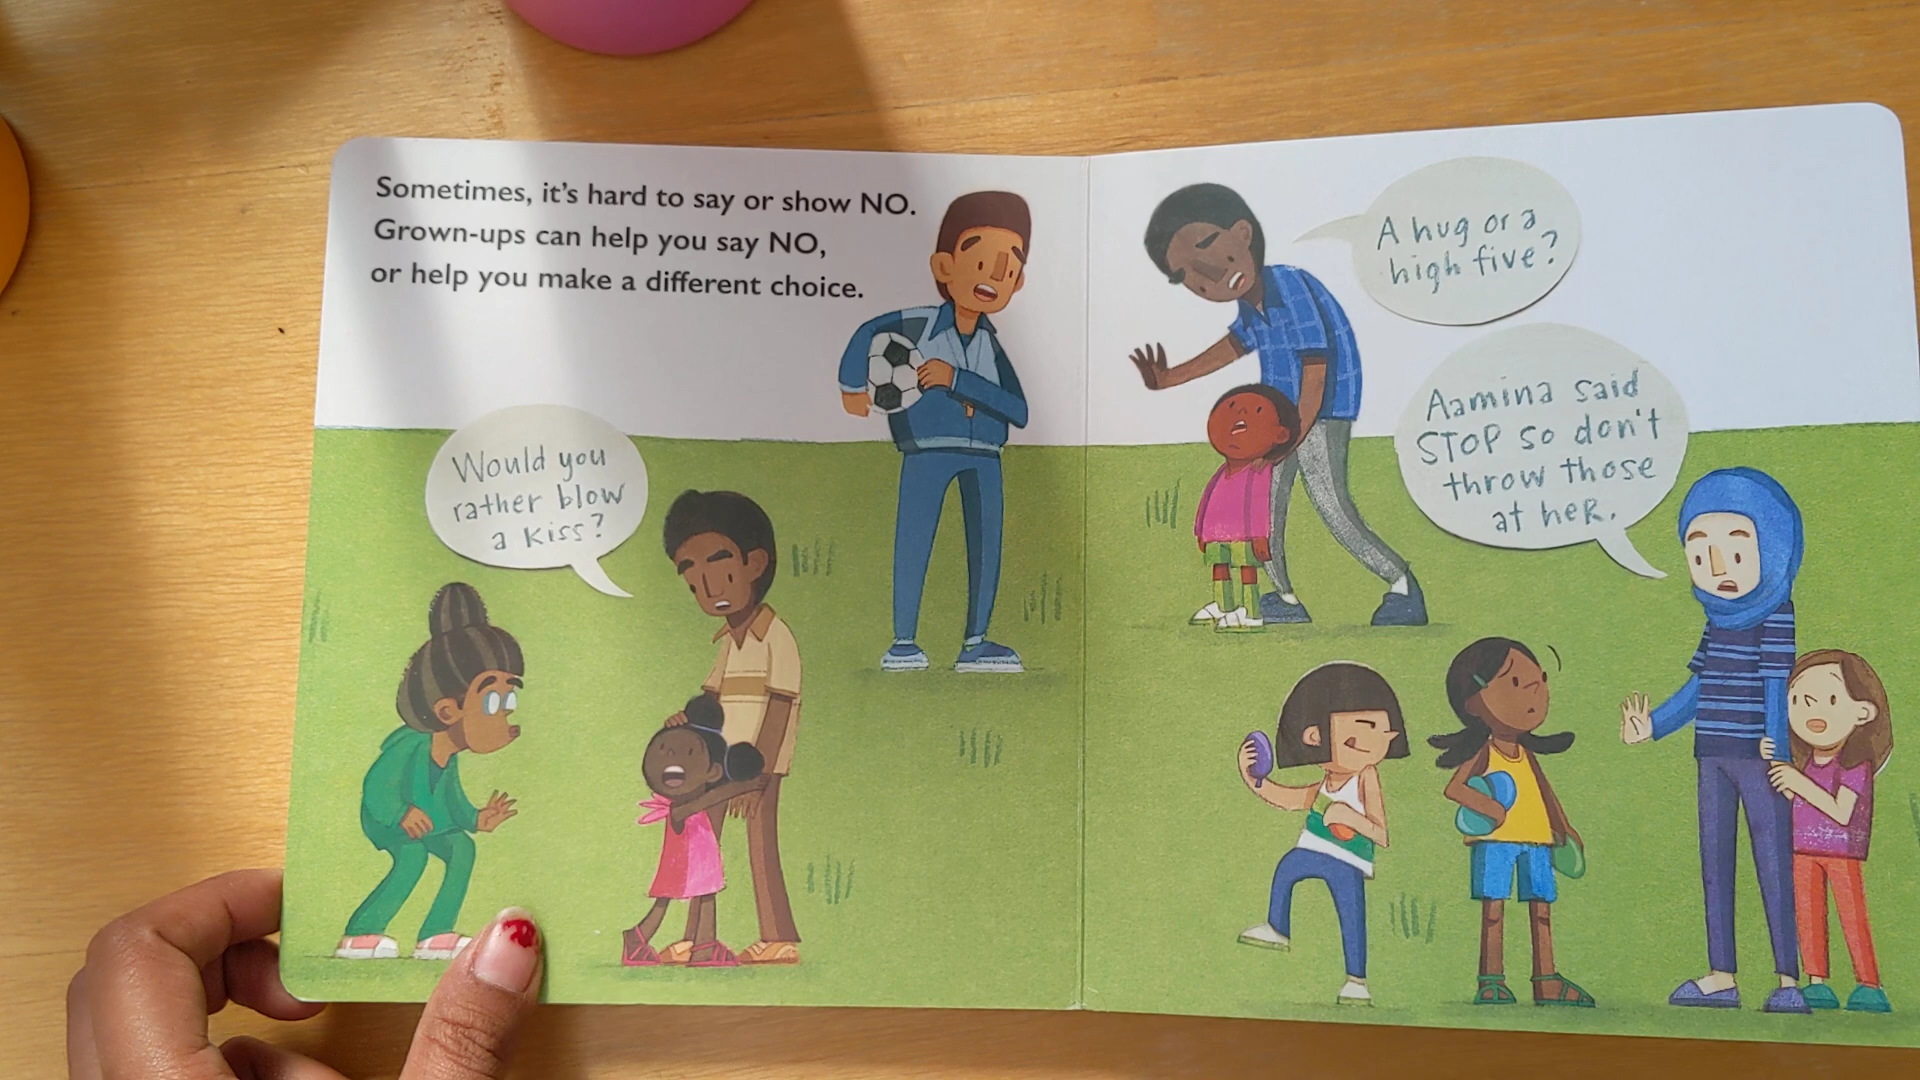 Sometimes, it's hard to say or show NO.
Grown-ups can help you say NO,
or help you make a different choice.
Would you
rather blow
a kiss?
A hug or a
high five?
Aamina said
STOP so don't
throw those
at heR.